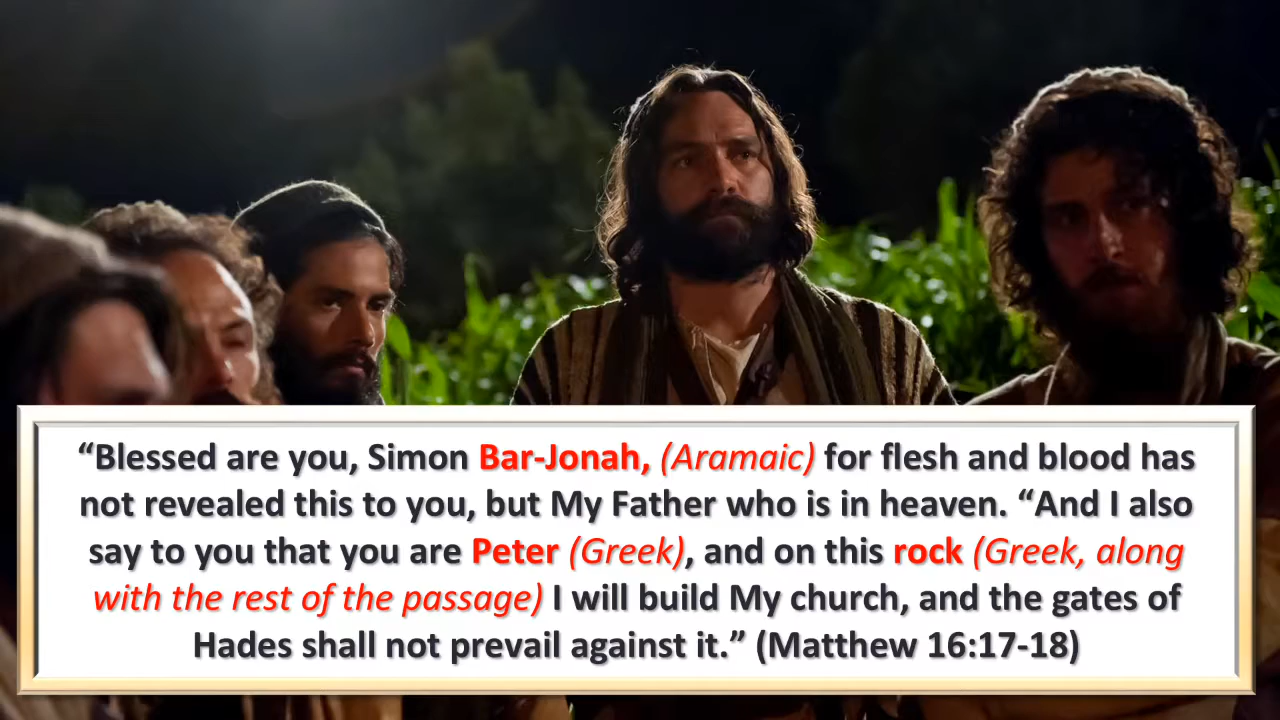 “Blessed are you, Simon Bar-Jonah, (Aramaic) for flesh and blood has
not revealed this to you, but My Father who is in heaven. “And I also
say to you that you are Peter (Greek), and on this rock (Greek, along
with the rest of the passage) I will build My church, and the gates of
Hades shall not prevail against it.” (Matthew 16:17-18)